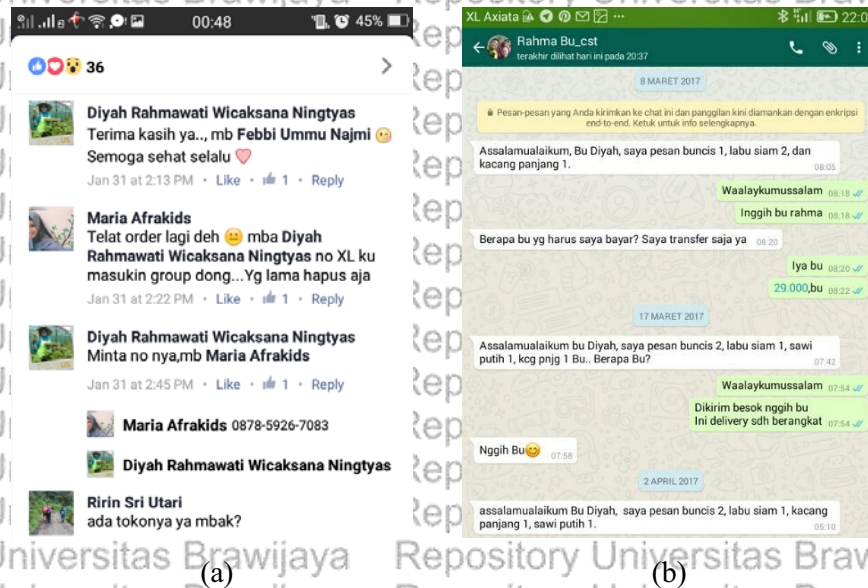 00:48
45%
36
Diyah Rahmawati Wicaksana Ningtyas
Terima kasih ya.., mb Febbi Ummu Najmi
Semoga sehat selalu
Jan 31 at 2:13 PM • Like • 1 • Reply
Maria Afrakids
Telat order lagi deh 😐 mba Diyah
Rahmawati Wicaksana Ningtyas no XL ku
masukin group dong...Yg lama hapus aja
Jan 31 at 2:22 PM • Like • 1 • Reply
Diyah Rahmawati Wicaksana Ningtyas
Minta no nya,mb Maria Afrakids
Jan 31 at 2:45 PM • Like • 1 • Reply
Maria Afrakids 0878-5926-7083
Diyah Rahmawati Wicaksana Ningtyas
Ririn Sri Utari
ada tokonya ya mbak?
(a)
XL Axiata
22:0
Rahma Bu_cst
terakhir dilihat hari ini pada 20:37
8 MARET 2017
Pesan-pesan yang Anda kirimkan ke chat ini dan panggilan kini diamankan dengan enkripsi
end-to-end. Ketuk untuk info selengkapnya.
Assalamualaikum, Bu Diyah, saya pesan buncis 1, labu siam 2, dan
kacang panjang 1. 08:05
Waalaykumussalam 08:18
Inggih bu rahma 08:18
Berapa bu yg harus saya bayar? Saya transfer saja ya 08:20
Iya bu 08:20
29.000,bu 08:22
17 MARET 2017
Assalamualaikum bu Diyah, saya pesan buncis 2, labu siam 1, sawi
putih 1, kcg pnjg 1 Bu.. Berapa Bu? 07:42
Waalaykumussalam 07:54
Dikirim besok nggih bu
Ini delivery sdh berangkat 07:54
Nggih Bu😊 07:58
2 APRIL 2017
assalamualaikum Bu Diyah, saya pesan buncis 2, labu siam 1, kacang
panjang 1, sawi putih 1. 05:10
(b)
Universitas Brawijaya Repository Universitas Braw